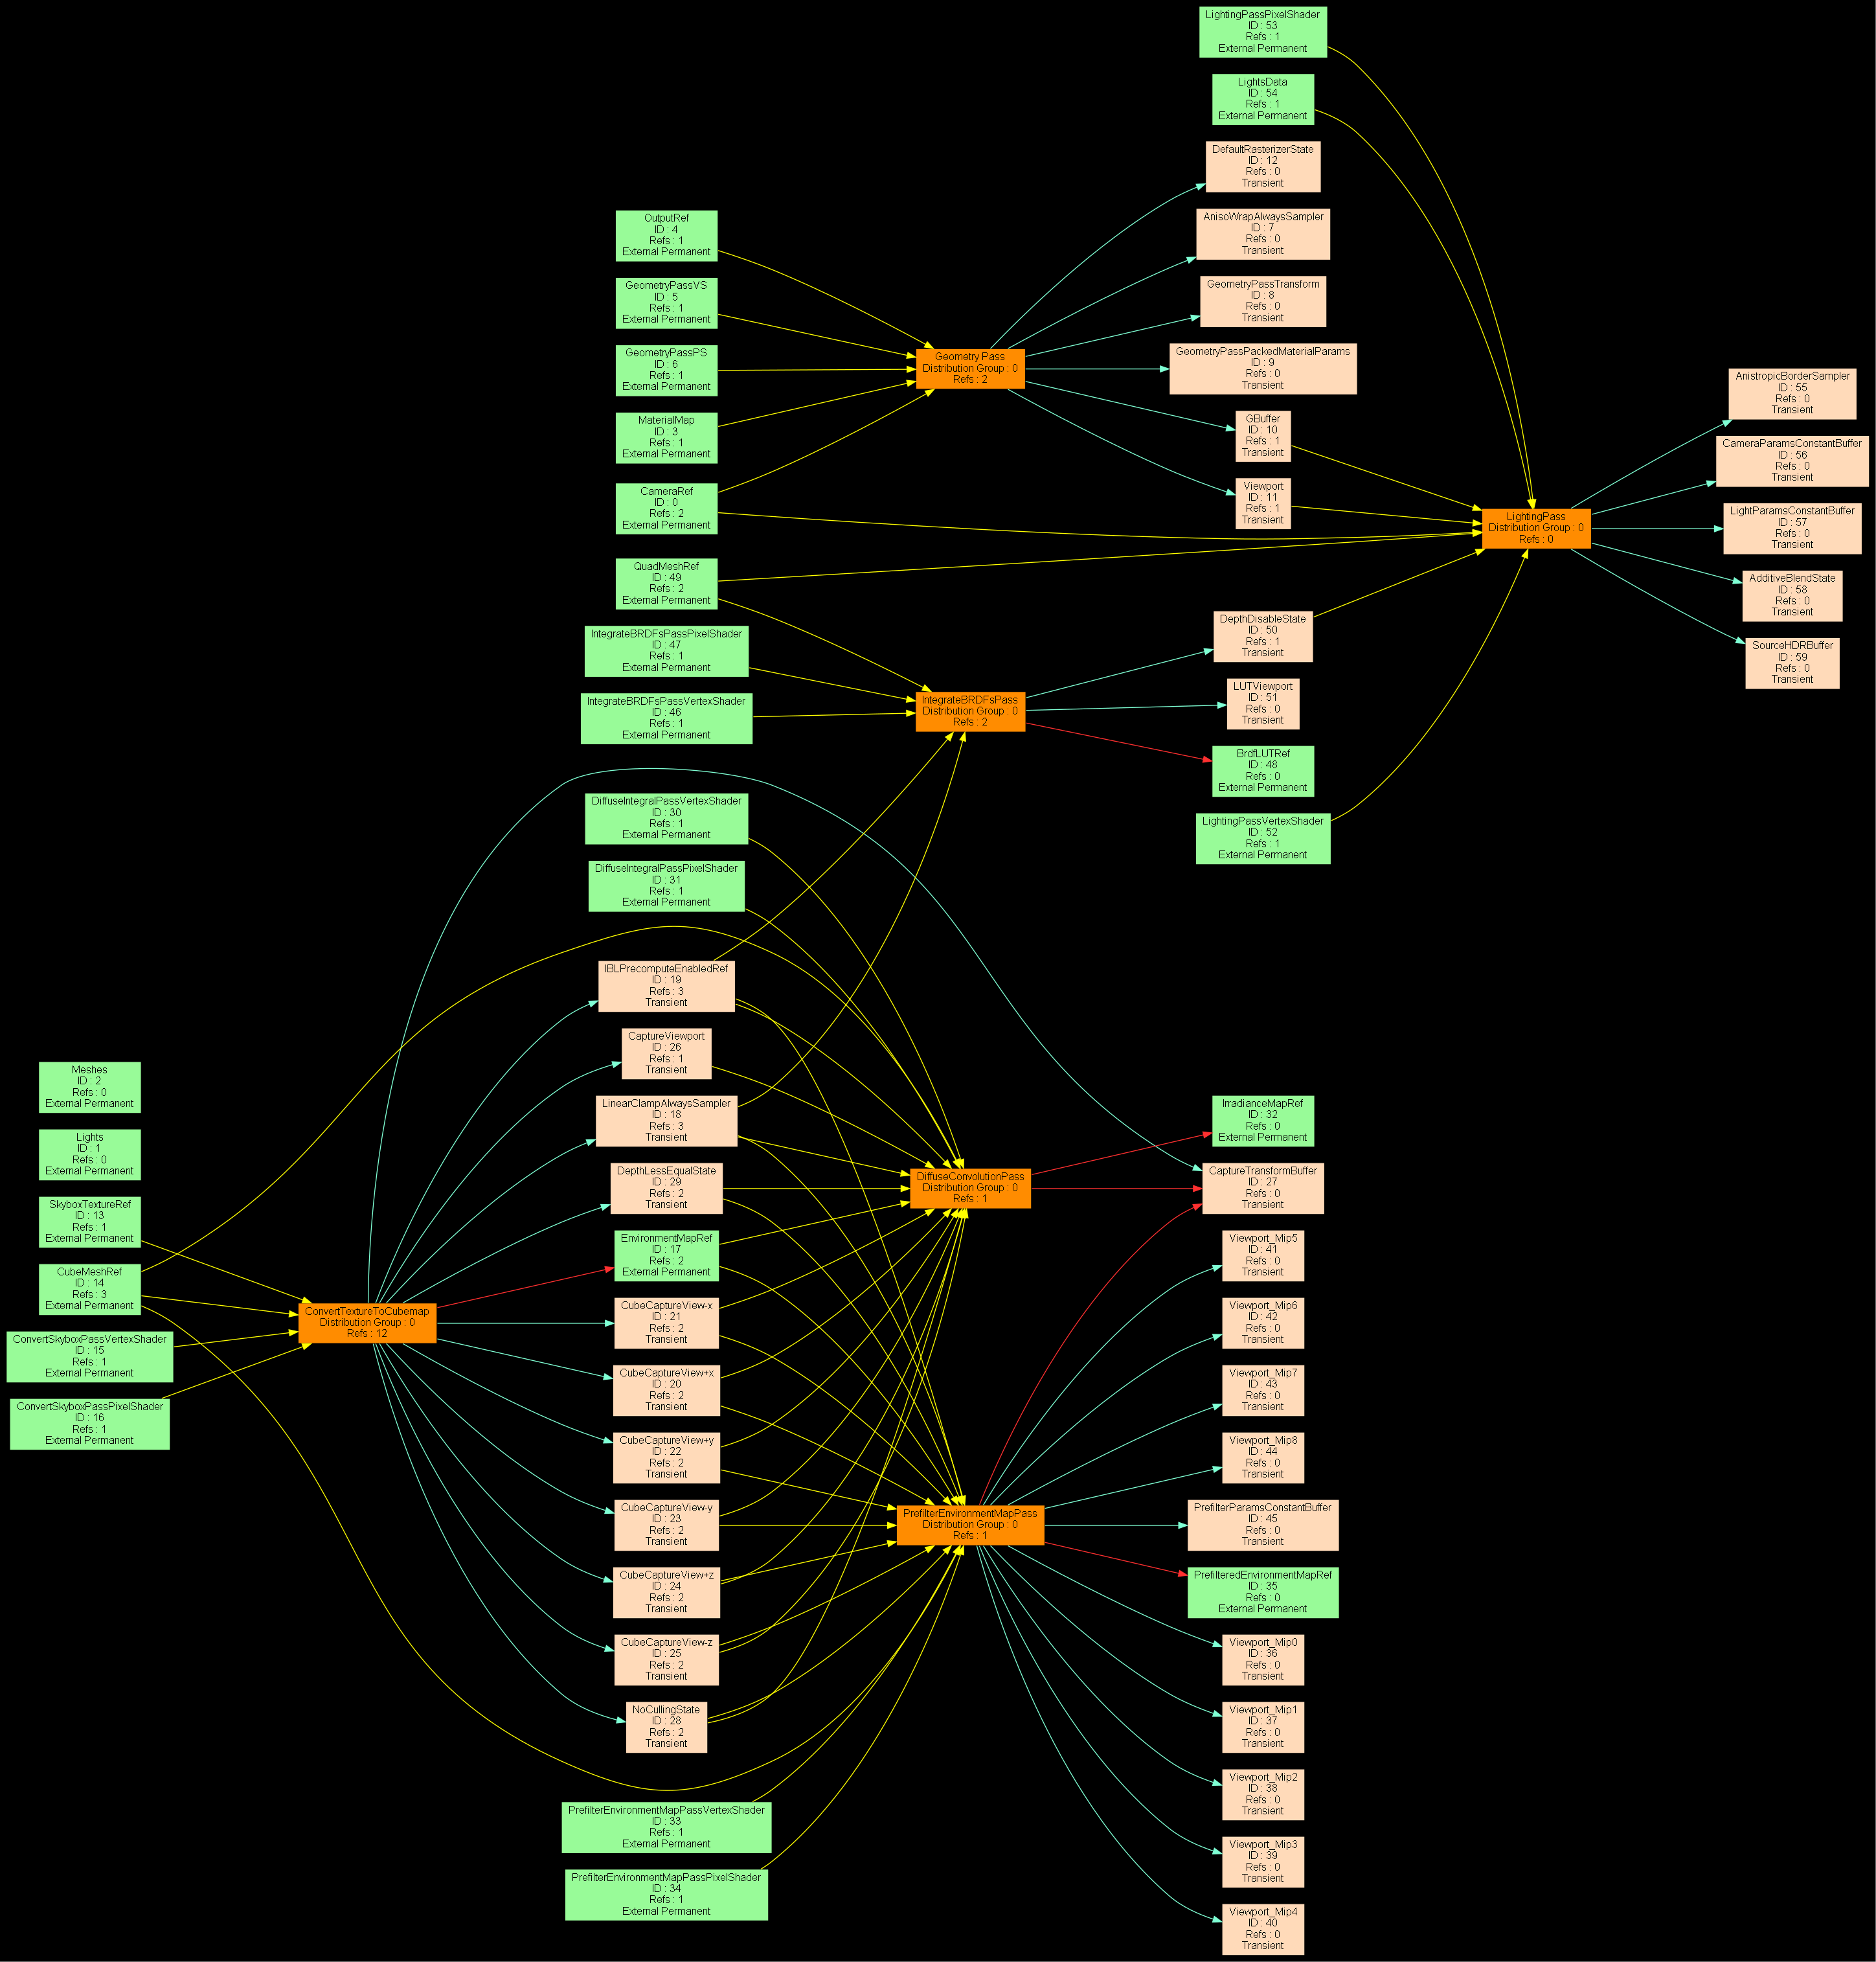 LightingPassPixelShader
ID : 53
Refs : 1
External Permanent
LightsData
ID : 54
Refs : 1
External Permanent
DefaultRasterizerState
ID : 12
Refs : 0
Transient
OutputRef
ID : 4
Refs : 1
External Permanent
AnisoWrapAlwaysSampler
ID : 7
Refs : 0
Transient
GeometryPassVS
ID : 5
Refs : 1
External Permanent
GeometryPassTransform
ID : 8
Refs : 0
Transient
GeometryPassPS
ID : 6
Refs : 1
External Permanent
Geometry Pass
Distribution Group : 0
Refs : 2
GeometryPassPackedMaterialParams
ID : 9
Refs : 0
Transient
AnistropicBorderSampler
ID : 55
Refs : 0
Transient
MaterialMap
ID : 3
Refs : 1
External Permanent
GBuffer
ID : 10
Refs : 1
Transient
CameraParamsConstantBuffer
ID : 56
Refs : 0
Transient
CameraRef
ID : 0
Refs : 2
External Permanent
Viewport
ID : 11
Refs : 1
Transient
LightingPass
Distribution Group : 0
Refs : 0
LightParamsConstantBuffer
ID : 57
Refs : 0
Transient
QuadMeshRef
ID : 49
Refs : 2
External Permanent
AdditiveBlendState
ID : 58
Refs : 0
Transient
IntegrateBRDFsPassPixelShader
ID : 47
Refs : 1
External Permanent
DepthDisableState
ID : 50
Refs : 1
Transient
SourceHDRBuffer
ID : 59
Refs : 0
Transient
IntegrateBRDFsPassVertexShader
ID : 46
Refs : 1
External Permanent
IntegrateBRDFsPass
Distribution Group : 0
Refs : 2
LUTViewport
ID : 51
Refs : 0
Transient
BrdfLUTRef
ID : 48
Refs : 0
External Permanent
DiffuseIntegralPassVertexShader
ID : 30
Refs : 1
External Permanent
LightingPassVertexShader
ID : 52
Refs : 1
External Permanent
DiffuseIntegralPassPixelShader
ID : 31
Refs : 1
External Permanent
IBLPrecomputeEnabledRef
ID : 19
Refs : 3
Transient
CaptureViewport
ID : 26
Refs : 1
Transient
Meshes
ID : 2
Refs : 0
External Permanent
LinearClampAlwaysSampler
ID : 18
Refs : 3
Transient
IrradianceMapRef
ID : 32
Refs : 0
External Permanent
Lights
ID : 1
Refs : 0
External Permanent
DepthLessEqualState
ID : 29
Refs : 2
Transient
DiffuseConvolutionPass
Distribution Group : 0
Refs : 1
CaptureTransformBuffer
ID : 27
Refs : 0
Transient
SkyboxTextureRef
ID : 13
Refs : 1
External Permanent
EnvironmentMapRef
ID : 17
Refs : 2
External Permanent
Viewport_Mip5
ID : 41
Refs : 0
Transient
CubeMeshRef
ID : 14
Refs : 3
External Permanent
ConvertTextureToCubemap
Distribution Group : 0
Refs : 12
CubeCaptureView-x
ID : 21
Refs : 2
Transient
Viewport_Mip6
ID : 42
Refs : 0
Transient
ConvertSkyboxPassVertexShader
ID : 15
Refs : 1
External Permanent
CubeCaptureView+x
ID : 20
Refs : 2
Transient
Viewport_Mip7
ID : 43
Refs : 0
Transient
ConvertSkyboxPassPixelShader
ID : 16
Refs : 1
External Permanent
CubeCaptureView+y
ID : 22
Refs : 2
Transient
Viewport_Mip8
ID : 44
Refs : 0
Transient
CubeCaptureView-y
ID : 23
Refs : 2
Transient
PrefilterEnvironmentMapPass
Distribution Group : 0
Refs : 1
PrefilterParamsConstantBuffer
ID : 45
Refs : 0
Transient
CubeCaptureView+z
ID : 24
Refs : 2
Transient
PrefilteredEnvironmentMapRef
ID : 35
Refs : 0
External Permanent
CubeCaptureView-z
ID : 25
Refs : 2
Transient
Viewport_Mip0
ID : 36
Refs : 0
Transient
NoCullingState
ID : 28
Refs : 2
Transient
Viewport_Mip1
ID : 37
Refs : 0
Transient
Viewport_Mip2
ID : 38
Refs : 0
Transient
PrefilterEnvironmentMapPassVertexShader
ID : 33
Refs : 1
External Permanent
Viewport_Mip3
ID : 39
Refs : 0
Transient
PrefilterEnvironmentMapPassPixelShader
ID : 34
Refs : 1
External Permanent
Viewport_Mip4
ID : 40
Refs : 0
Transient